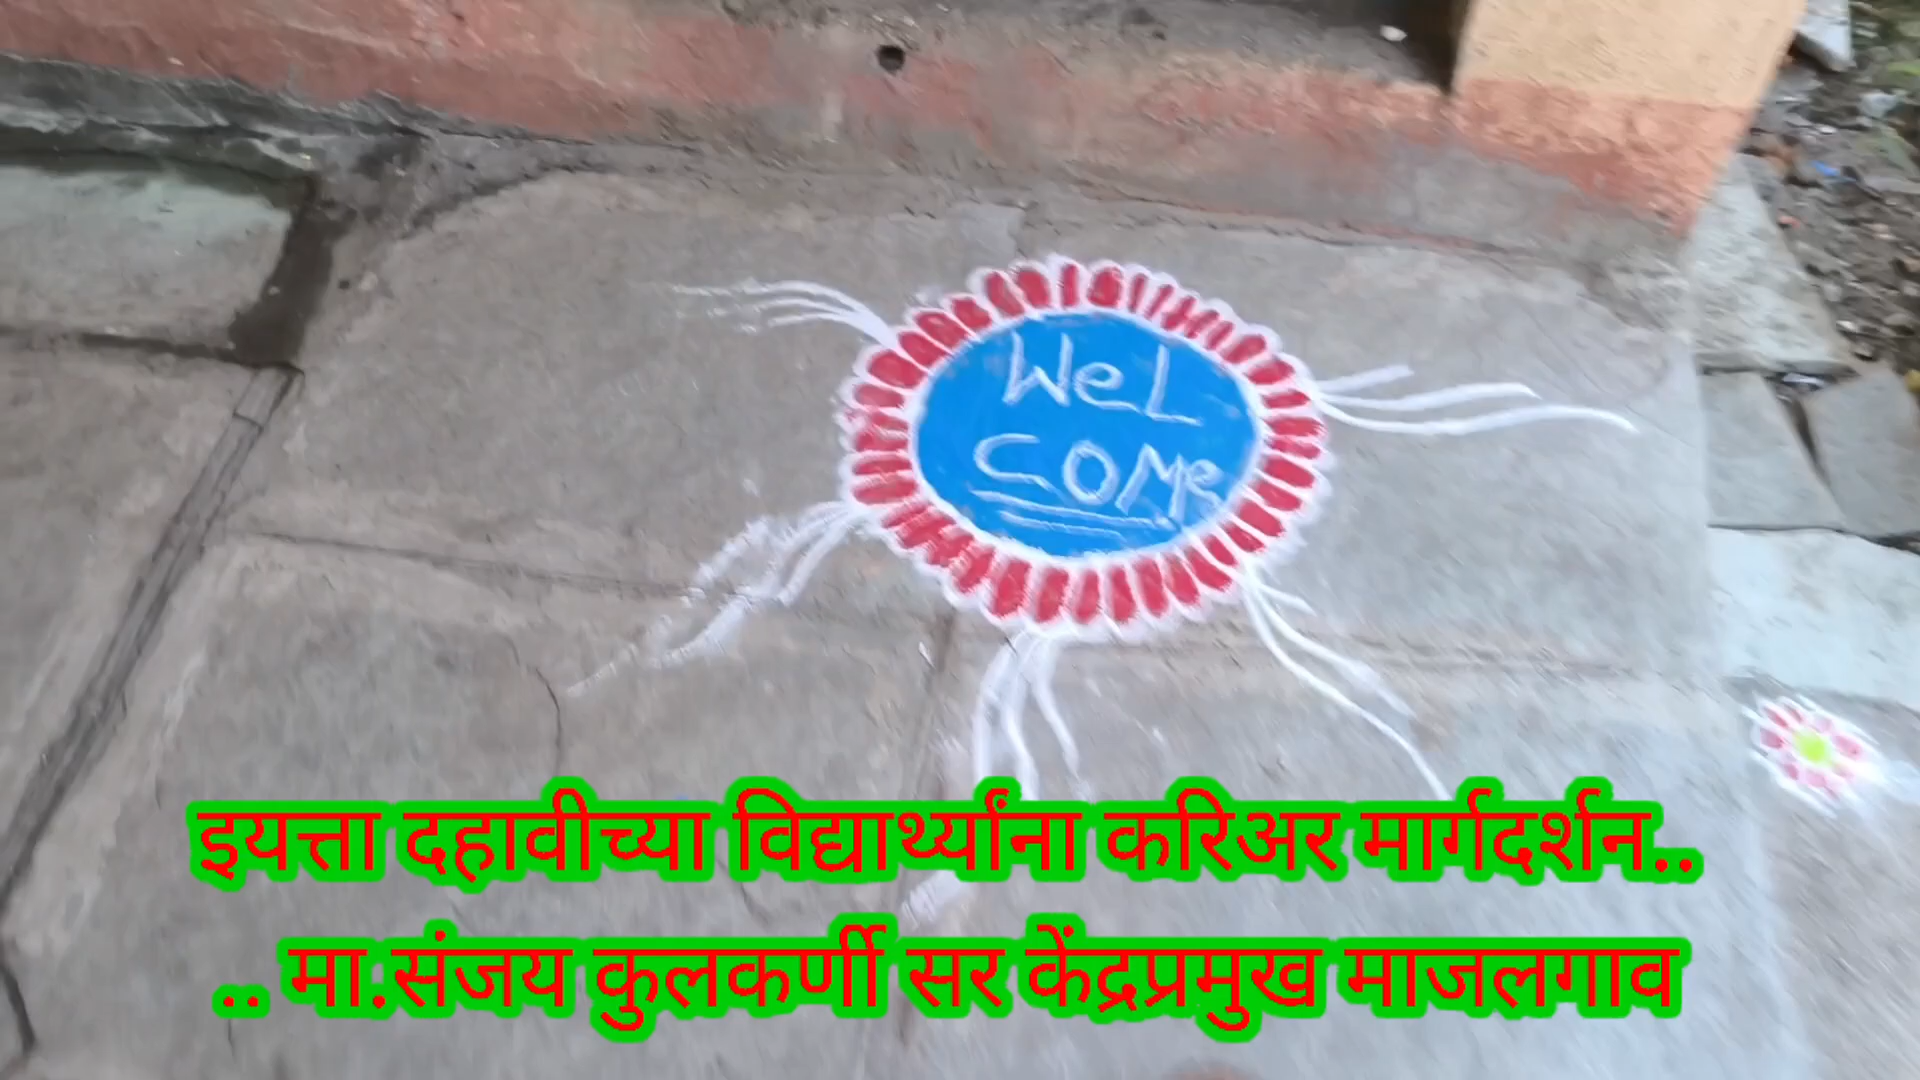 WeL
COMe
इयत्ता दहावीच्या विद्यार्थ्यांना करिअर मार्गदर्शन..
.. मा.संजय कुलकर्णी सर केंद्रप्रमुख माजलगाव